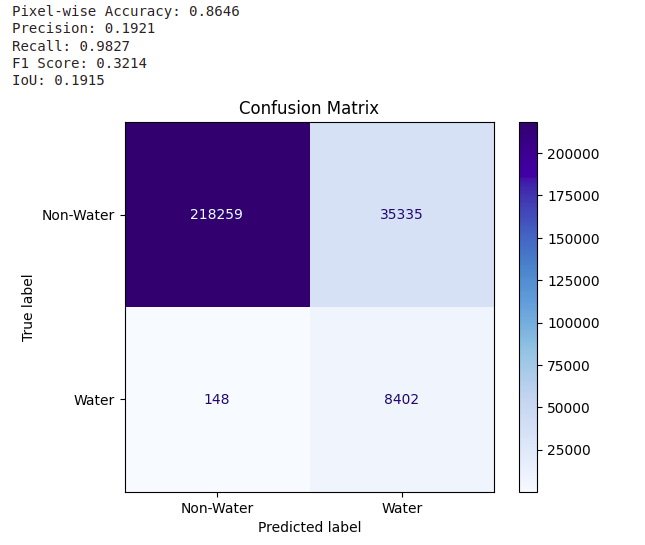 Pixel-wise Accuracy: 0.8646
Precision: 0.1921
Recall: 0.9827
F1 Score: 0.3214
IoU: 0.1915
Confusion Matrix
200000
175000
150000
125000
100000
75000
50000
25000
True label
Non-Water
218259
35335
Water
148
8402
Non-Water
Water
Predicted label